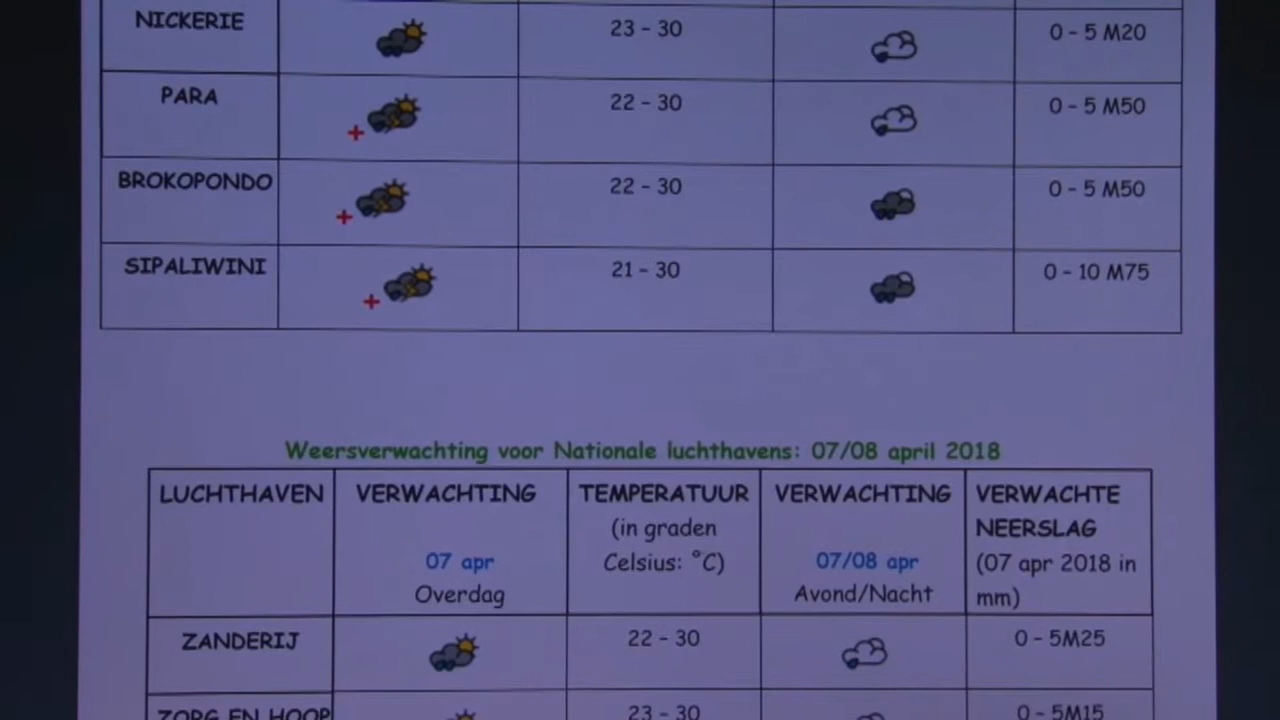 NICKERIE 23 - 30 0 - 5 M20
PARA + 22 - 30 0 - 5 M50
BROKOPONDO + 22 - 30 0 - 5 M50
SIPALIWINI + 21 - 30 0 - 10 M75
Weersverwachting voor Nationale luchthavens: 07/08 april 2018
LUCHTHAVEN VERWACHTING TEMPERATUUR VERWACHTING VERWACHTE
(in graden NEERSLAG
07 apr Celsius: °C) 07/08 apr (07 apr 2018 in
Overdag Avond/Nacht mm)
ZANDERIJ 22 - 30 0 - 5M25
ZORG EN HOOP 23 - 30 0 - 5M15